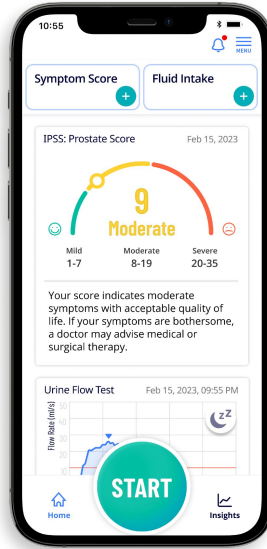 10:55
MENU
Symptom Score
Fluid Intake
+
+
IPSS: Prostate Score
Feb 15, 2023
9
Moderate
Mild
Moderate
Severe
1-7
8-19
20-35
Your score indicates moderate
symptoms with acceptable quality of
life. If your symptoms are bothersome,
a doctor may advise medical or
surgical therapy.
Urine Flow Test
Feb 15, 2023, 09:55 PM
Flow Rate (ml/s)
50
40
30
20
10
zZ
START
Home
Insights